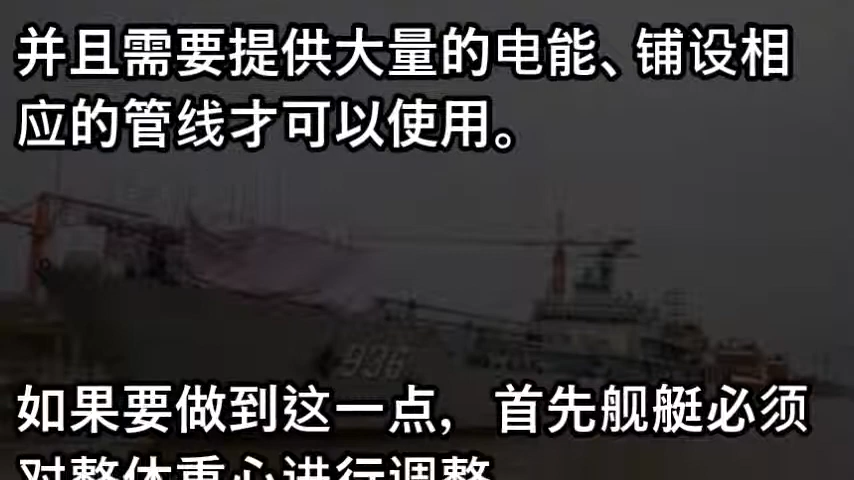 并且需要提供大量的电能、铺设相
应的管线才可以使用。
936
如果要做到这一点，首先舰艇必须
对整体重心进行调整